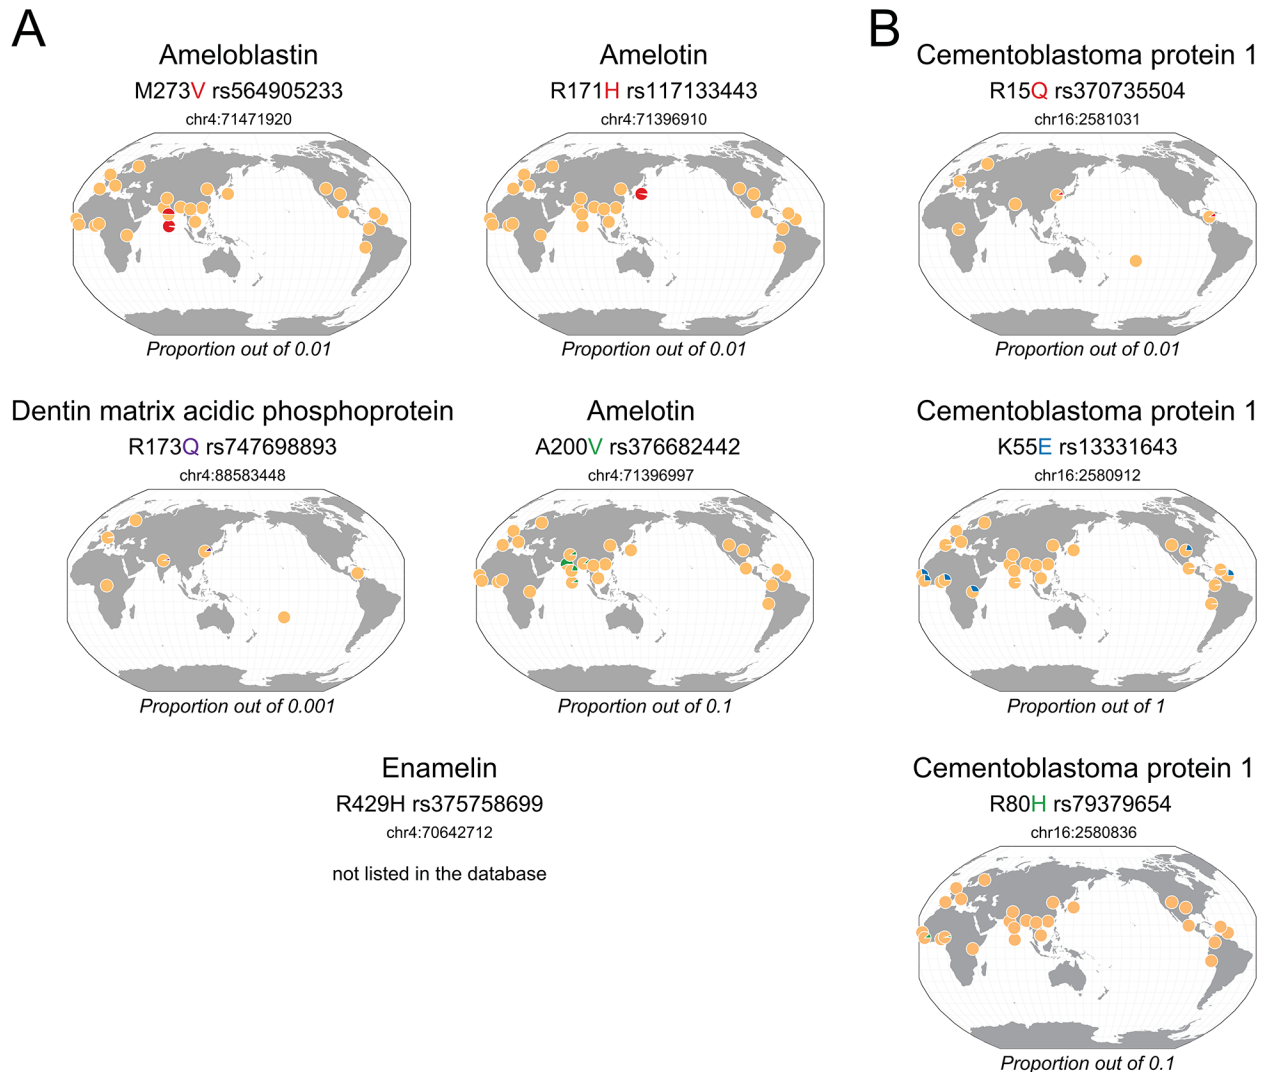 A
Ameloblastin
M273V rs564905233
chr4:71471920
Proportion out of 0.01
Amelotin
R171H rs117133443
chr4:71396910
Proportion out of 0.01
Dentin matrix acidic phosphoprotein
R173Q rs747698893
chr4:88583448
Proportion out of 0.001
Amelotin
A200V rs376682442
chr4:71396997
Proportion out of 0.1
Enamelin
R429H rs375758699
chr4:70642712
not listed in the database
B
Cementoblastoma protein 1
R15Q rs370735504
chr16:2581031
Proportion out of 0.01
Cementoblastoma protein 1
K55E rs13331643
chr16:2580912
Proportion out of 1
Cementoblastoma protein 1
R80H rs79379654
chr16:2580836
Proportion out of 0.1